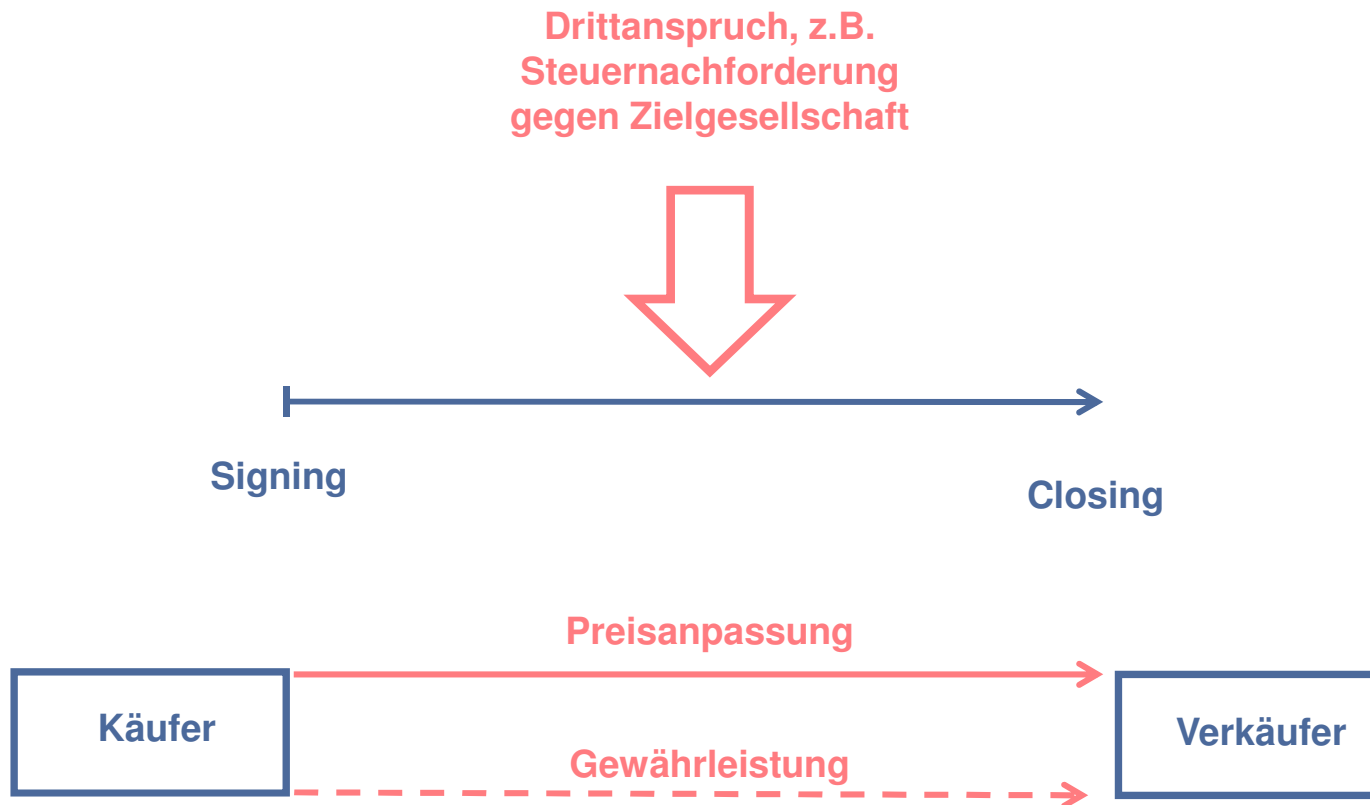 Drittanspruch, z.B.
Steuernachforderung
gegen Zielgesellschaft
Signing
Closing
Preisanpassung
Käufer
Verkäufer
Gewährleistung